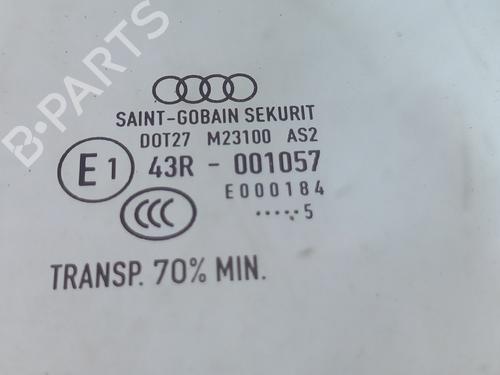 B-PARTS
SAINT-GOBAIN SEKURIT
DOT27 M23100 AS2
E1 43R - 001057
E000184
CCC
.....5
TRANSP. 70% MIN.